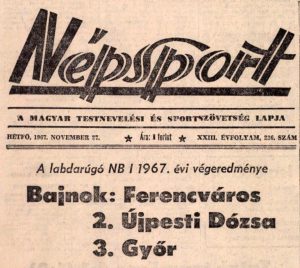 Népsport
A MAGYAR TESTNEVELÉSI ÉS SPORTSZÖVETSÉG LAPJA
HÉTFŐ, 1967. NOVEMBER 27. ★ Ára: 4 forint ★ XXIII. ÉVFOLYAM, 236. SZÁM
A labdarúgó NB I 1967. évi végeredménye
Bajnok: Ferencváros
2. Újpesti Dózsa
3. Győr